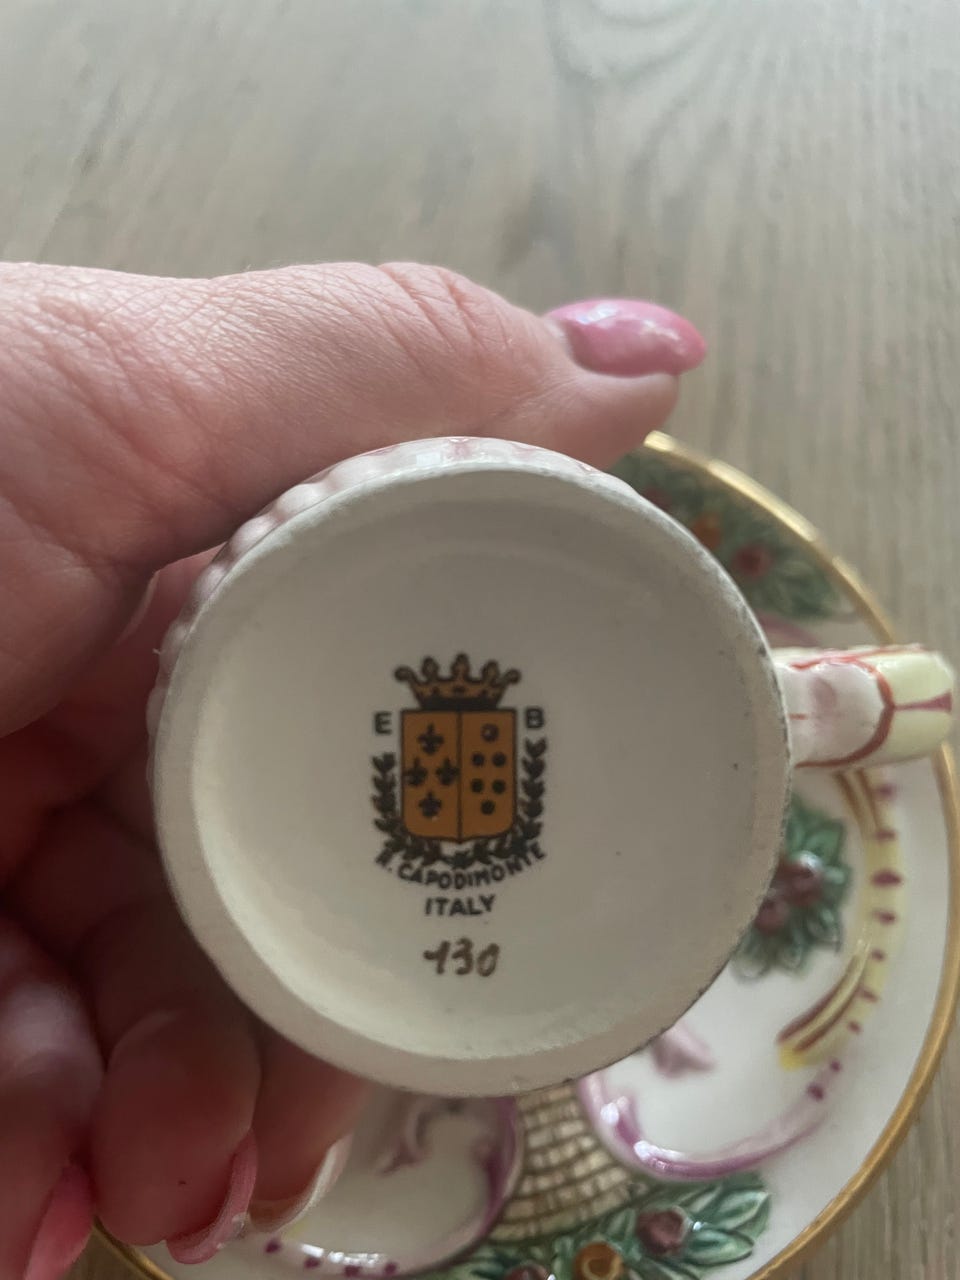 E B
R. CAPODIMONTE
ITALY
130